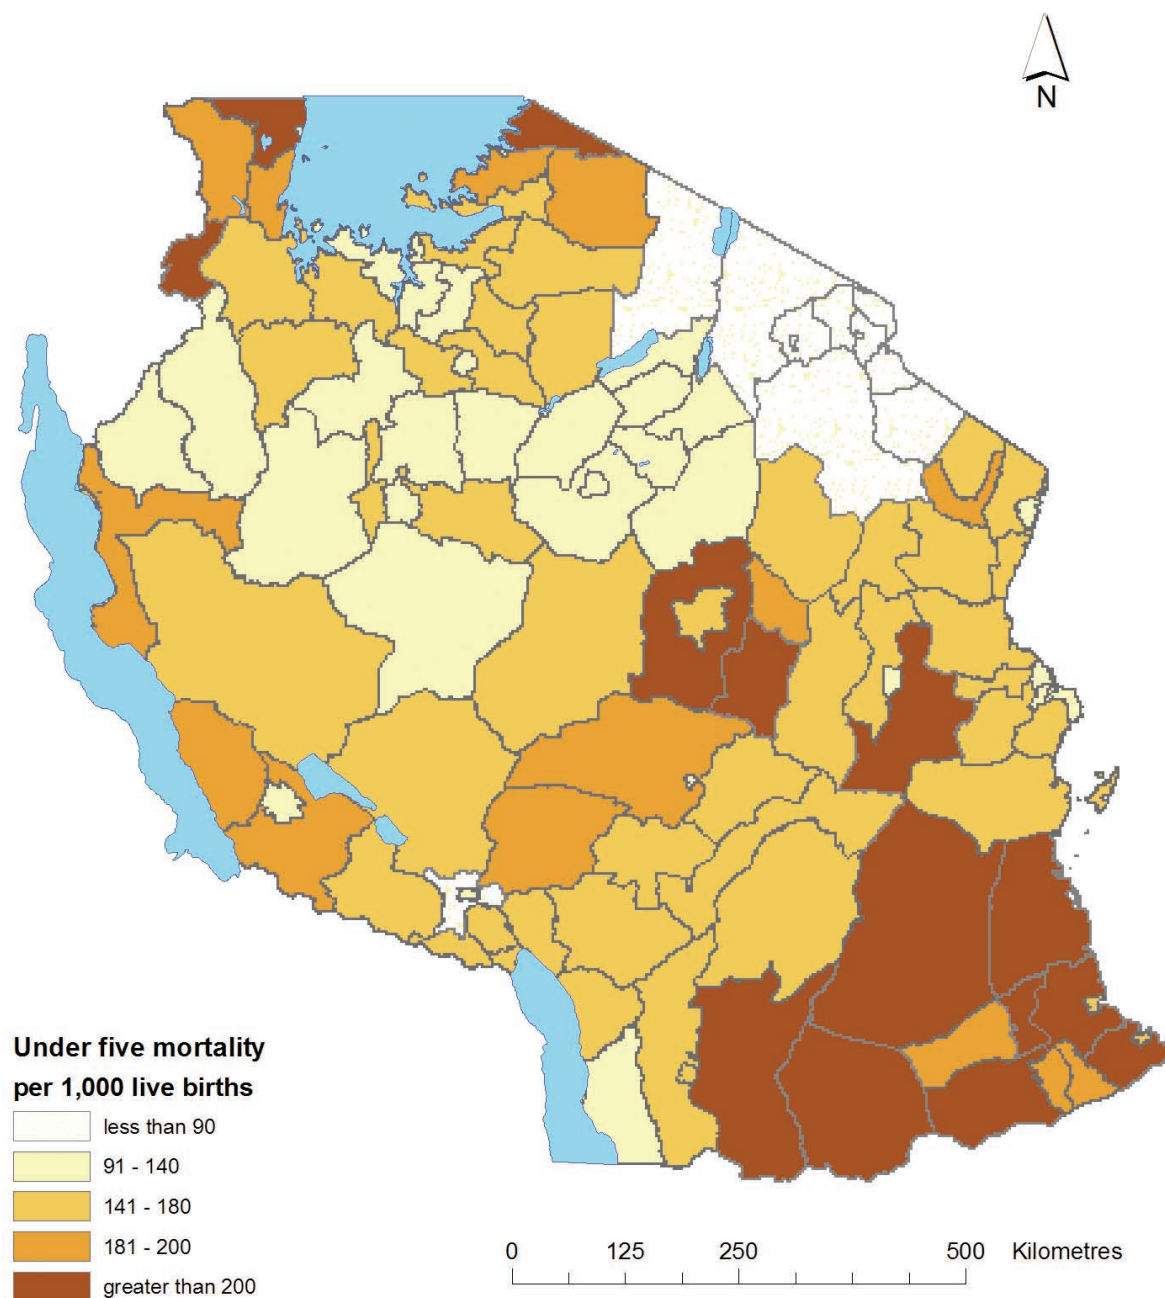 N
Under five mortality
per 1,000 live births
less than 90
91 - 140
141 - 180
181 - 200
greater than 200
0 125 250 500 Kilometres